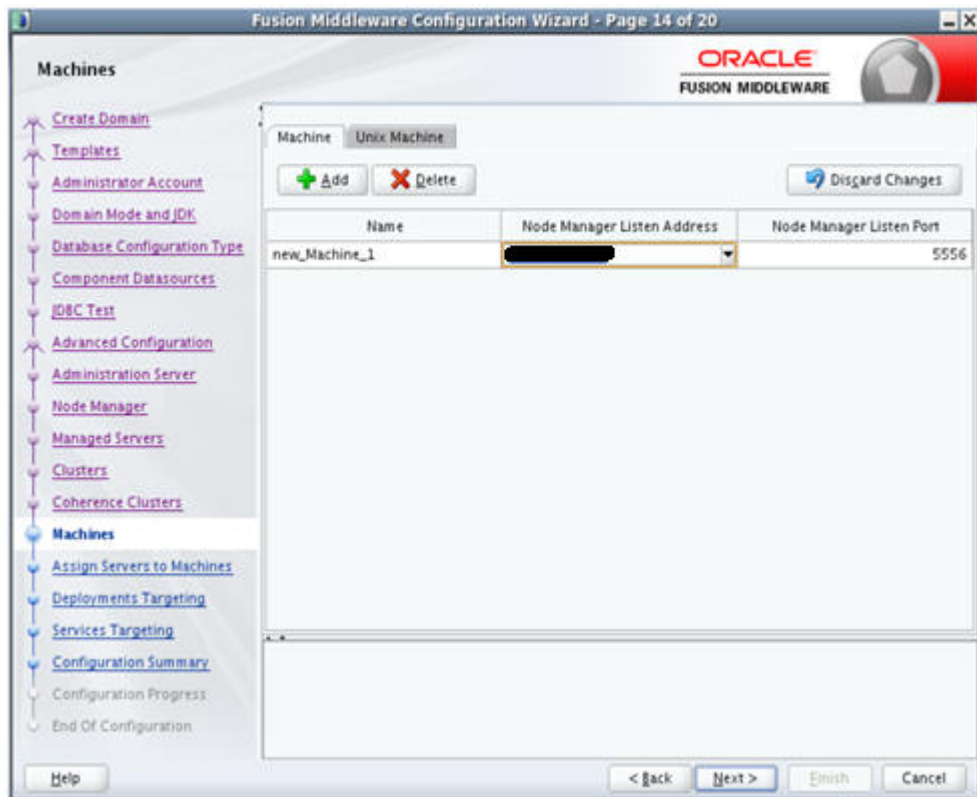 Fusion Middleware Configuration Wizard - Page 14 of 20
Machines
ORACLE
FUSION MIDDLEWARE
Create Domain
Templates
Administrator Account
Domain Mode and JDK
Database Configuration Type
Component Datasources
JDBC Test
Advanced Configuration
Administration Server
Node Manager
Managed Servers
Clusters
Coherence Clusters
Machines
Assign Servers to Machines
Deployments Targeting
Services Targeting
Configuration Summary
Configuration Progress
End Of Configuration
Machine Unix Machine
Add Delete Discard Changes
Name Node Manager Listen Address Node Manager Listen Port
new_Machine_1 5556
Help < Back Next > Finish Cancel